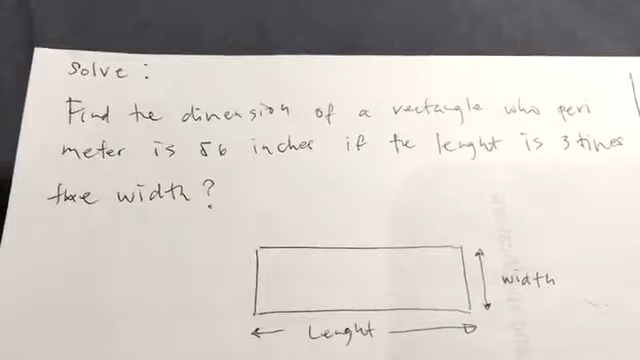 Solve :
Find the dimension of a rectangle who peri
meter is 56 inches if the lenght is 3 times
the width?
width
Lenght